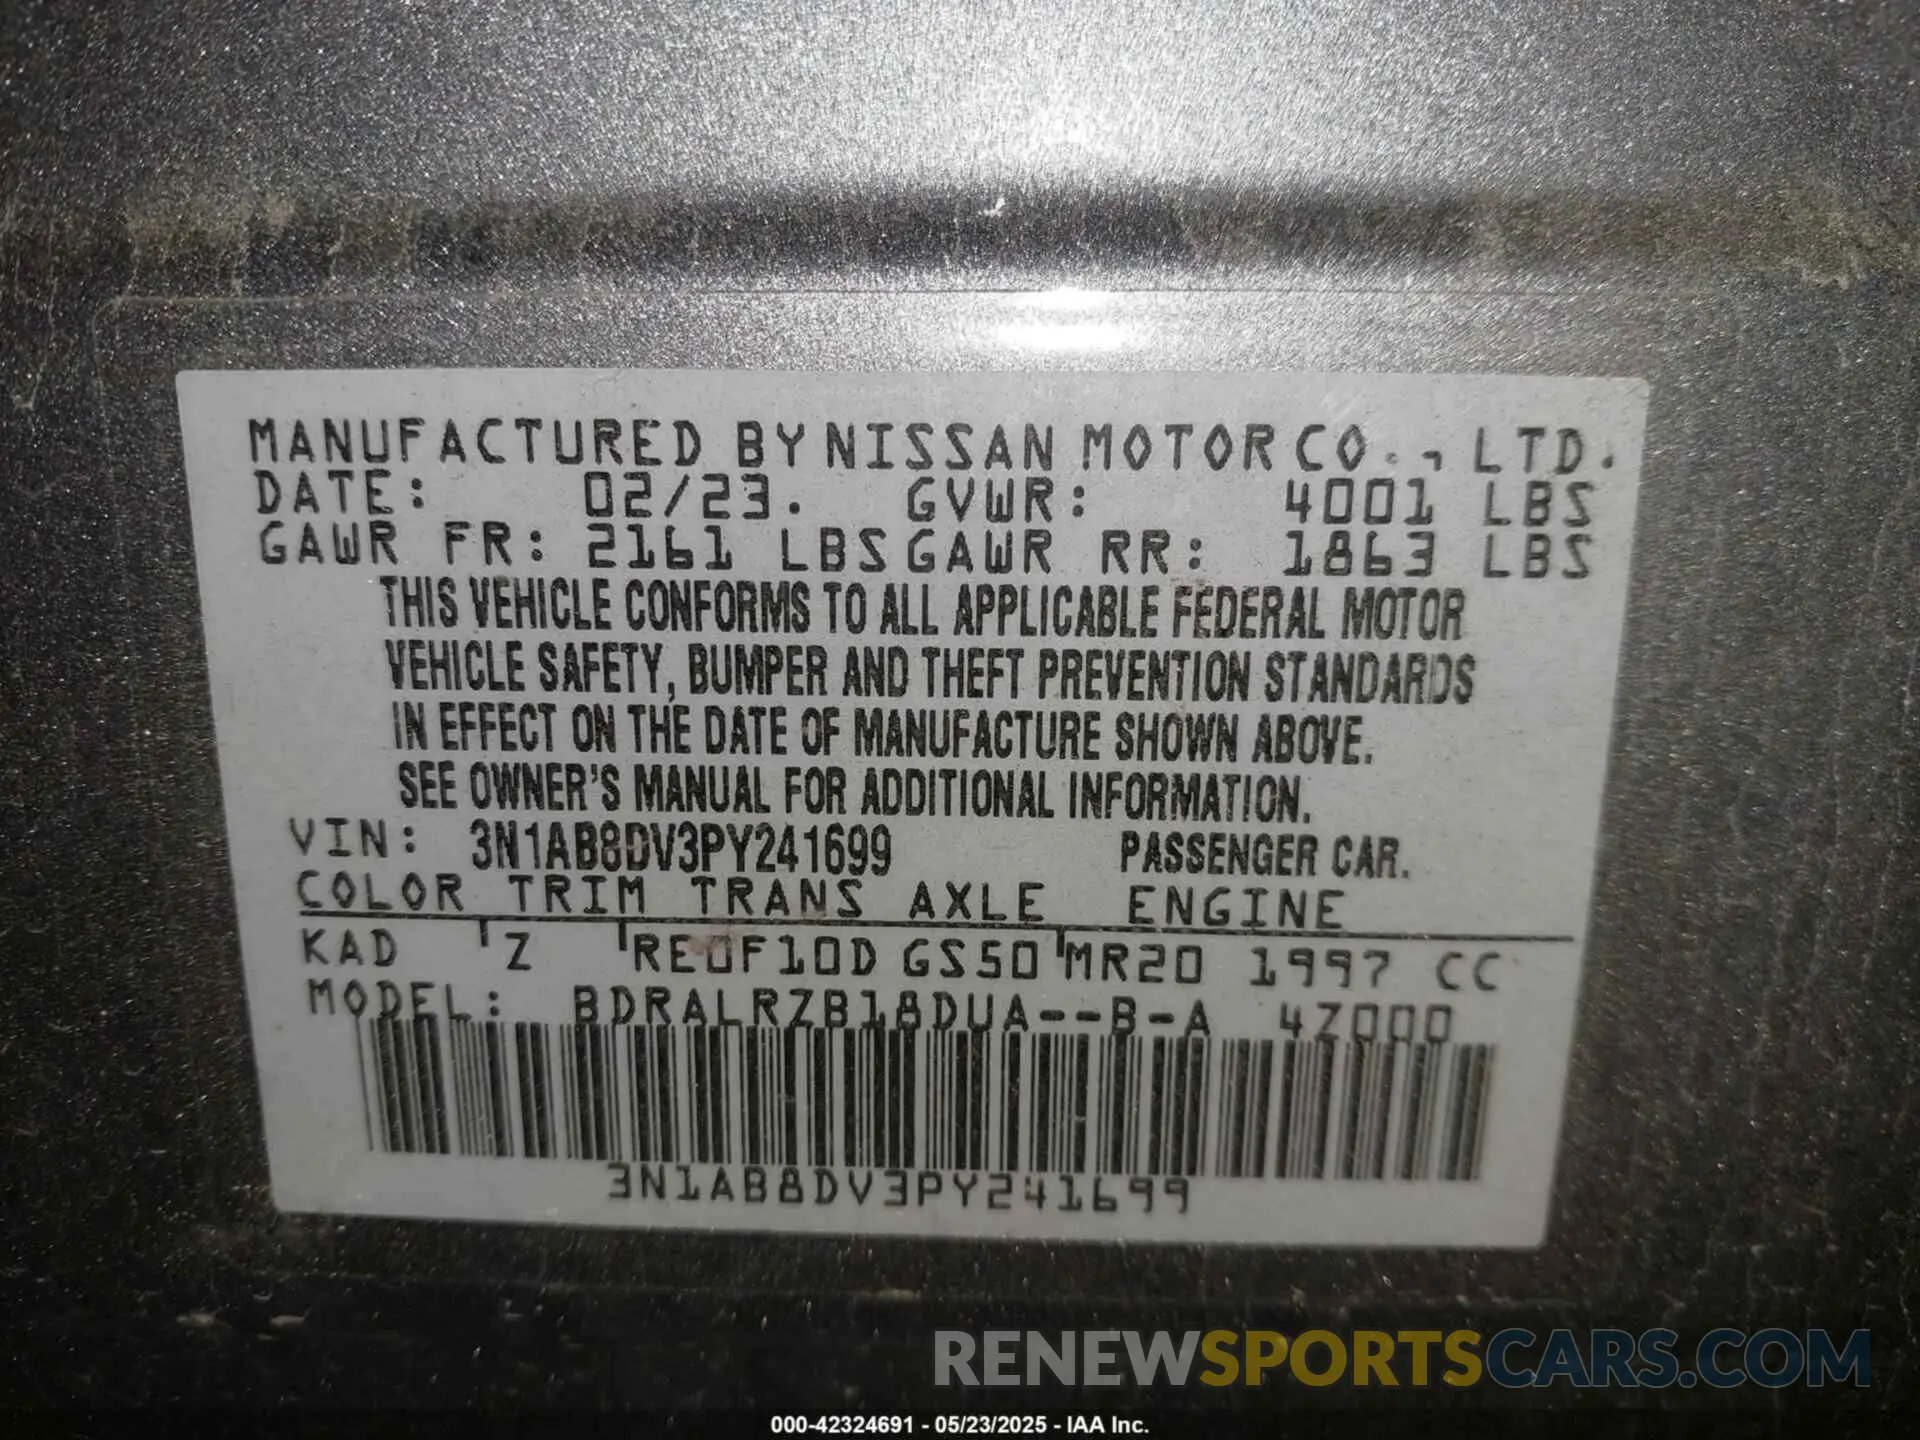 MANUFACTURED BY NISSAN MOTOR CO., LTD.
DATE: 02/23. GVWR: 4001 LBS
GAWR FR: 2161 LBS GAWR RR: 1863 LBS
THIS VEHICLE CONFORMS TO ALL APPLICABLE FEDERAL MOTOR
VEHICLE SAFETY, BUMPER AND THEFT PREVENTION STANDARDS
IN EFFECT ON THE DATE OF MANUFACTURE SHOWN ABOVE.
SEE OWNER'S MANUAL FOR ADDITIONAL INFORMATION.
VIN: 3N1AB8DV3PY241699 PASSENGER CAR.
COLOR TRIM TRANS AXLE ENGINE
KAD Z RE0F10D GS50 MR20 1997 CC
MODEL: BDRALRZB18DUA--B-A 4Z000
3N1AB8DV3PY241699
RENEWSPORTSCARS.COM
000-42324691 - 05/23/2025 - IAA Inc.